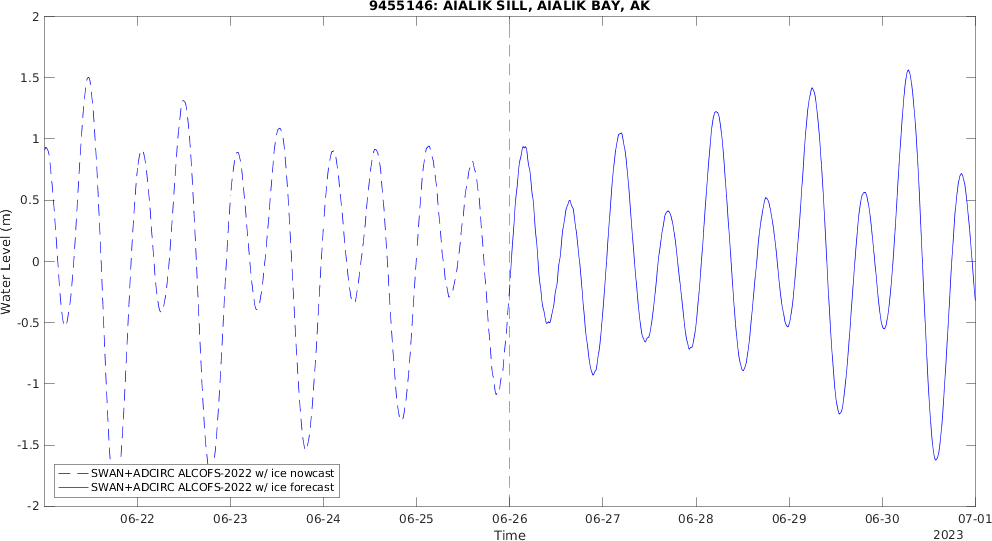 9455146: AIALIK SILL, AIALIK BAY, AK
2
1.5
1
0.5
0
-0.5
-1
-1.5
-2
Water Level (m)
SWAN+ADCIRC ALCOFS-2022 w/ ice nowcast
SWAN+ADCIRC ALCOFS-2022 w/ ice forecast
06-22 06-23 06-24 06-25 06-26 06-27 06-28 06-29 06-30 07-01
Time
2023